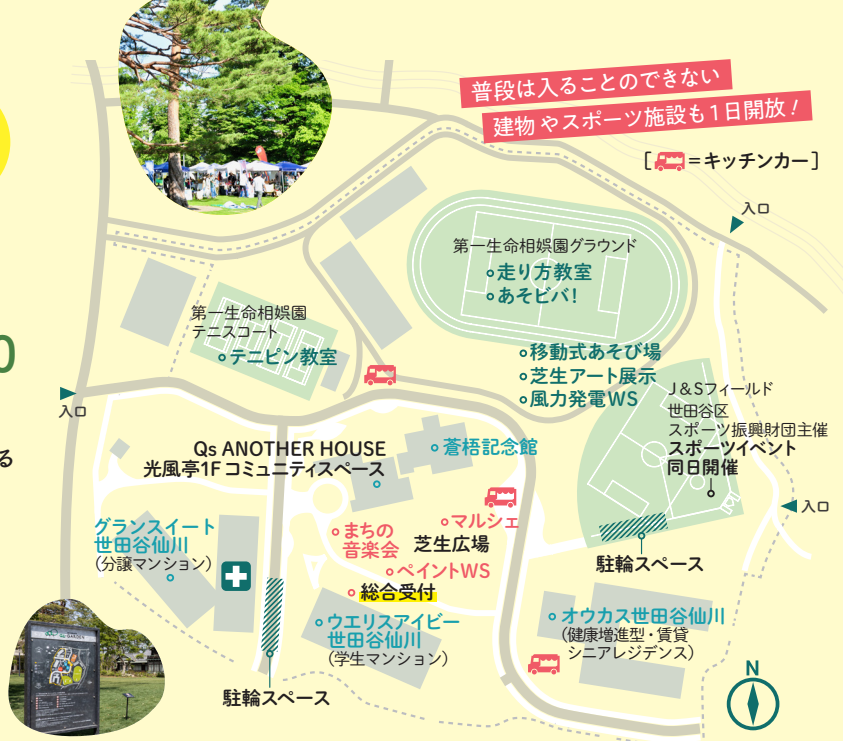 普段は入ることのできない
建物やスポーツ施設も1日開放!
[ =キッチンカー]
入口
第一生命相娯園グラウンド
走り方教室
あそビバ!
第一生命相娯園
テニスコート
テニピン教室
移動式あそび場
芝生アート展示
風力発電WS
J&Sフィールド
世田谷区
スポーツ振興財団主催
スポーツイベント
同日開催
0
入口
る
Qs ANOTHER HOUSE
光風亭1Fコミュニティスペース
蒼梧記念館
入口
グランスイート
世田谷仙川
(分譲マンション)
まちの
音楽会
マルシェ
芝生広場
ペイントWS
総合受付
駐輪スペース
ウエリスアイビー
世田谷仙川
(学生マンション)
オウカス世田谷仙川
(健康増進型・賃貸
シニアレジデンス)
駐輪スペース
N